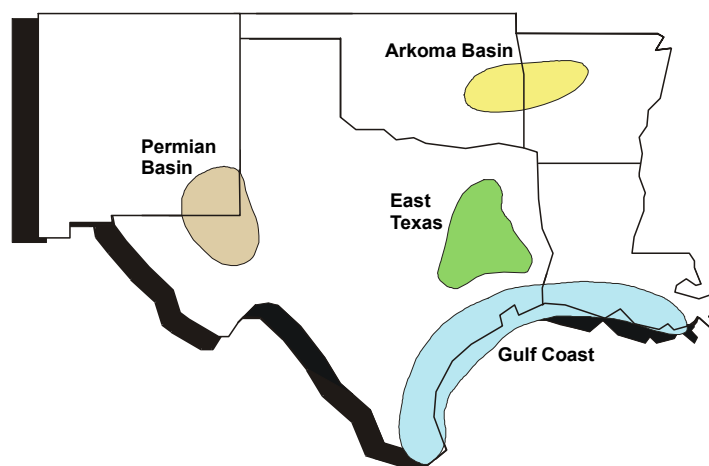 Arkoma Basin
Permian
Basin
East
Texas
Gulf Coast